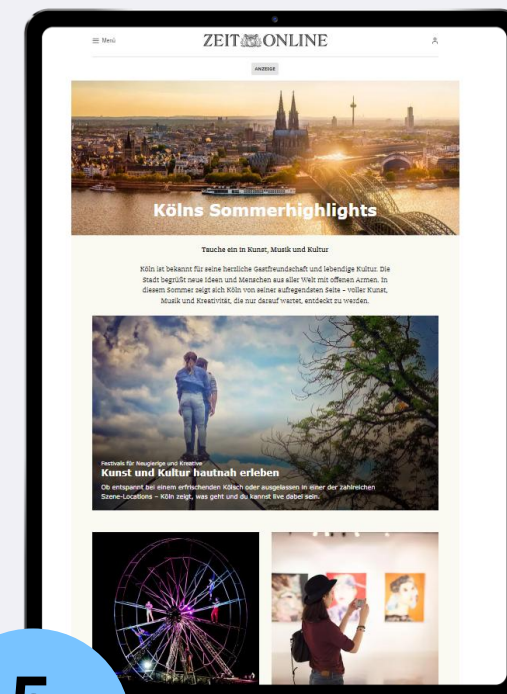 Menü
ZEIT ONLINE
ANZEIGE
Kölns Sommerhighlights
Tauche ein in Kunst, Musik und Kultur
Köln ist bekannt für seine herzliche Gastfreundschaft und lebendige Kultur. Die
Stadt begrüßt neue Ideen und Menschen aus aller Welt mit offenen Armen. In
diesem Sommer zeigt sich Köln von seiner aufregendsten Seite – voller Kunst,
Musik und Kreativität, die nur darauf wartet, entdeckt zu werden.
Festivals für Neugierige und Kreative
Kunst und Kultur hautnah erleben
Ob entspannt bei einem erfrischenden Kölsch oder ausgelassen in einer der zahlreichen
Szene-Locations – Köln zeigt, was geht und du kannst live dabei sein.